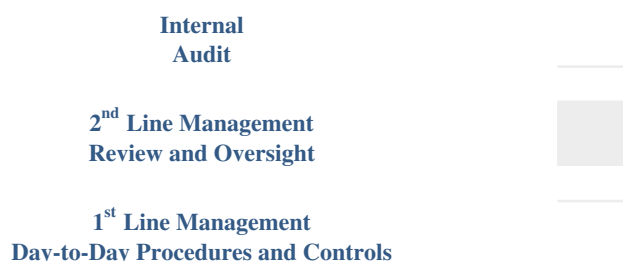 Internal
Audit
2nd Line Management
Review and Oversight
1st Line Management
Day-to-Day Procedures and Controls